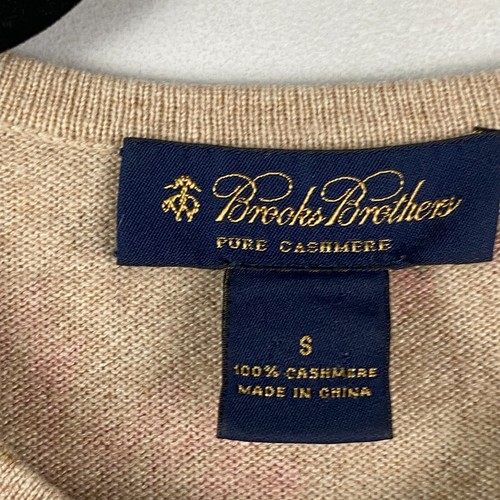 Brooks Brothers
PURE CASHMERE
S
100% CASHMERE
MADE IN CHINA